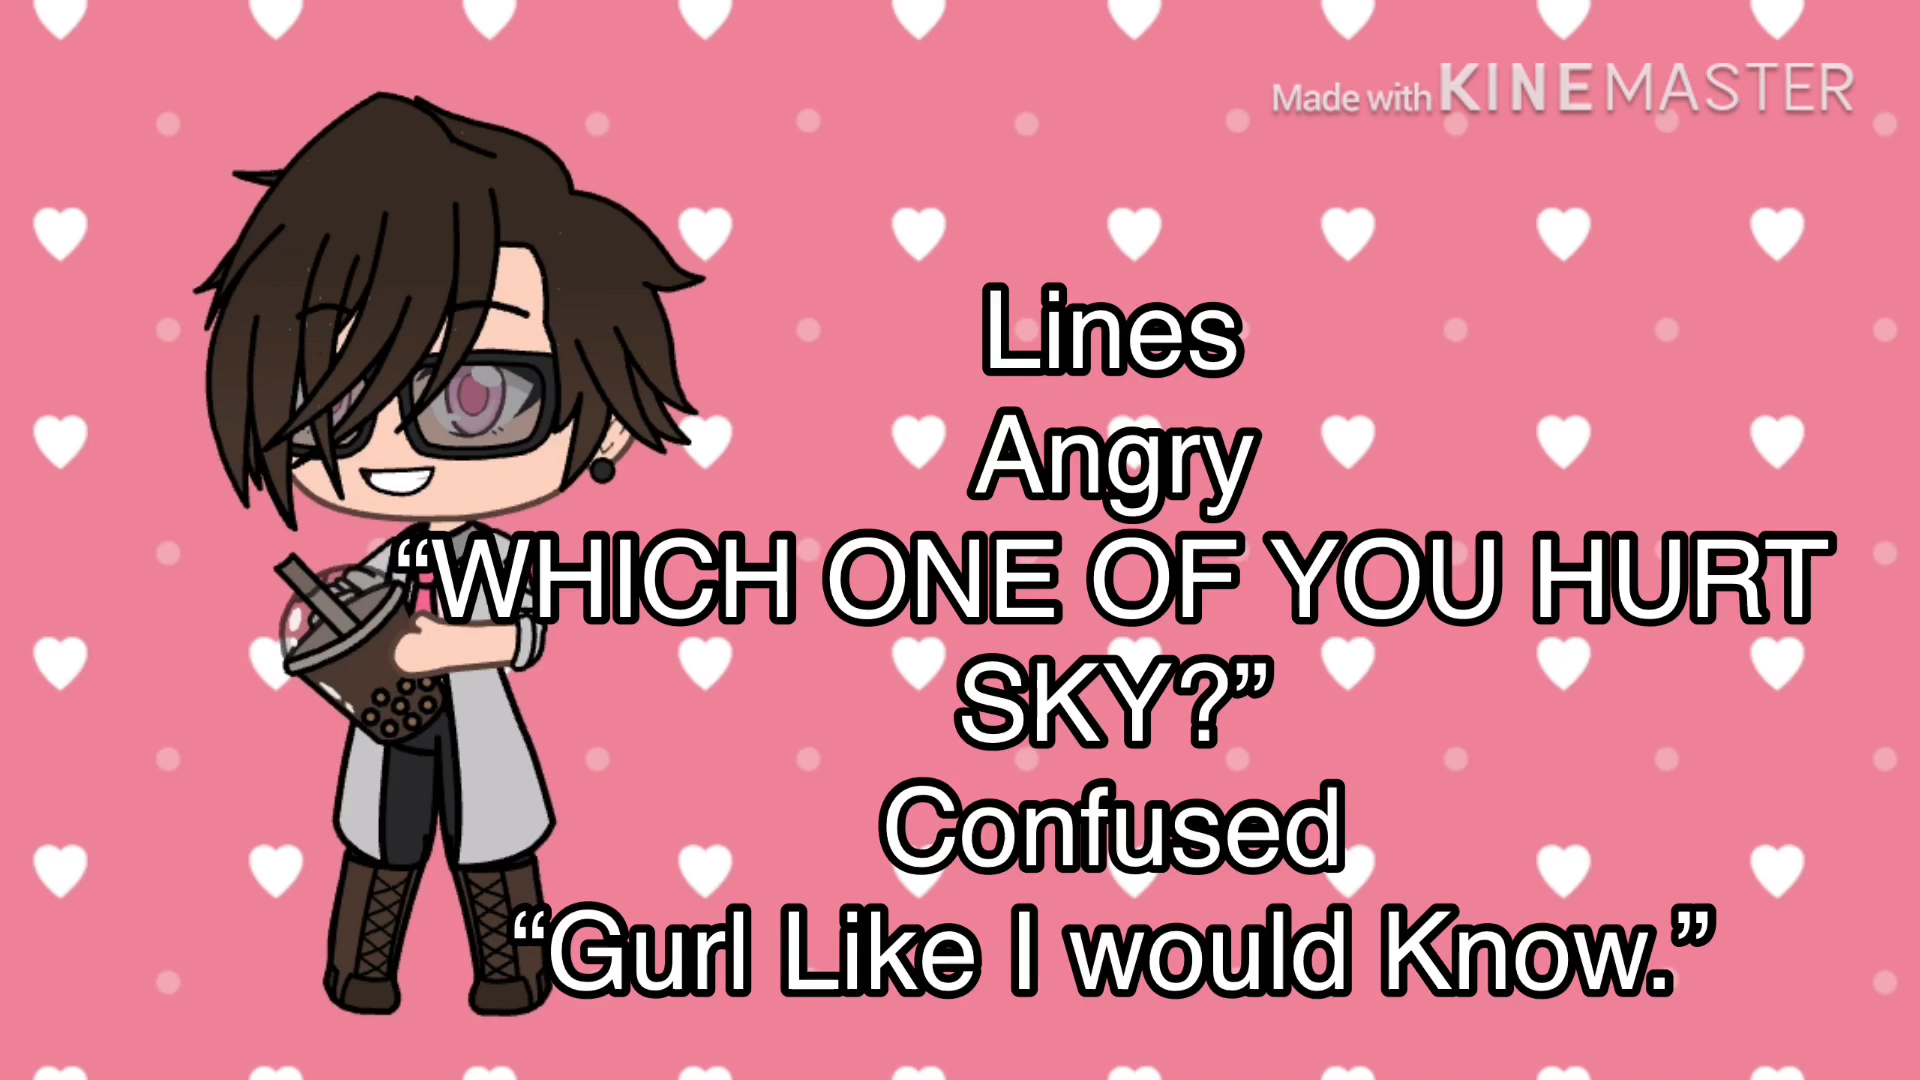 Made with KINEMASTER
Lines
Angry
“WHICH ONE OF YOU HURT
SKY?”
Confused
“Gurl Like I would Know.”